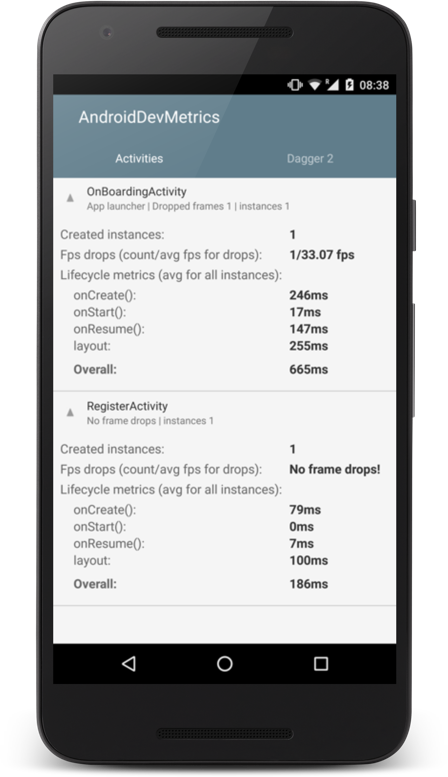 R 08:38
AndroidDevMetrics
Activities Dagger 2
OnBoardingActivity
App launcher | Dropped frames 1 | instances 1
Created instances: 1
Fps drops (count/avg fps for drops): 1/33.07 fps
Lifecycle metrics (avg for all instances):
onCreate(): 246ms
onStart(): 17ms
onResume(): 147ms
layout: 255ms
Overall: 665ms
RegisterActivity
No frame drops | instances 1
Created instances: 1
Fps drops (count/avg fps for drops): No frame drops!
Lifecycle metrics (avg for all instances):
onCreate(): 79ms
onStart(): 0ms
onResume(): 7ms
layout: 100ms
Overall: 186ms